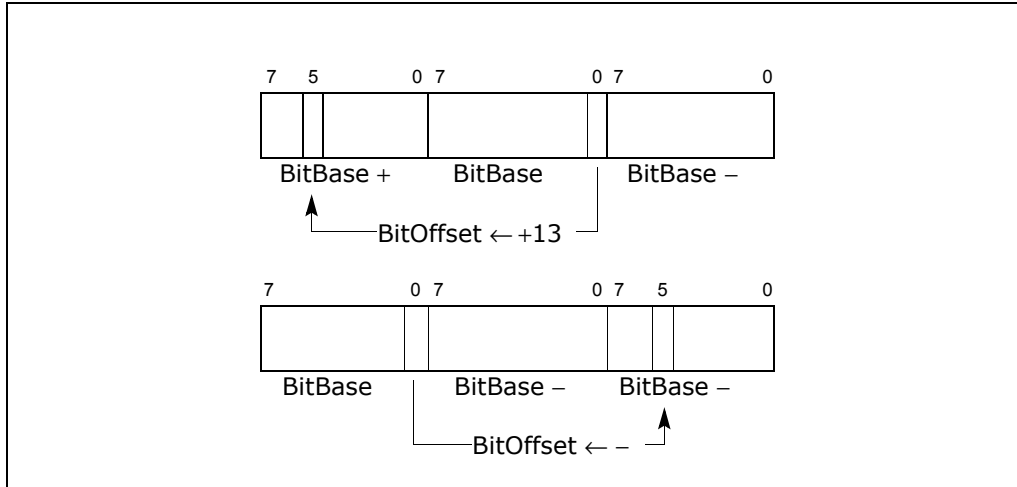 7 5 0 7 0 7 0
BitBase + BitBase BitBase −
BitOffset ← +13
7 0 7 0 7 5 0
BitBase BitBase − BitBase −
BitOffset ← −